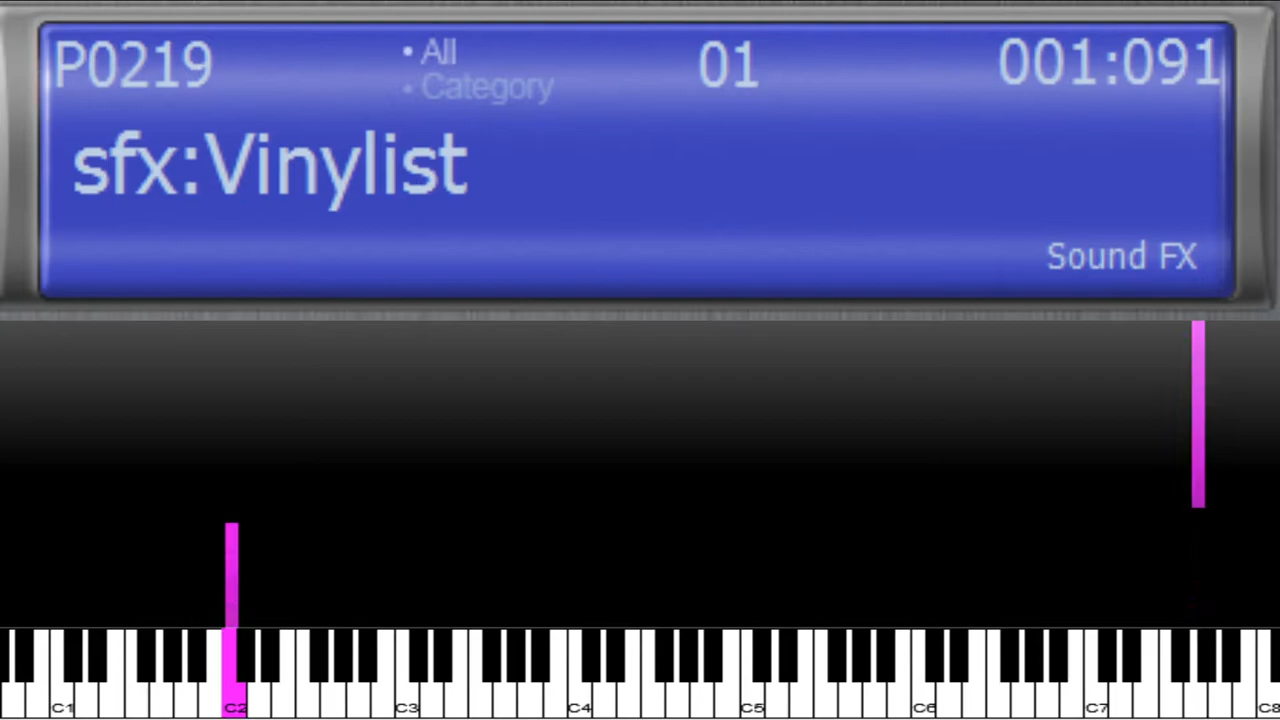 P0219 • All 01 001:091
• Category
sfx:Vinylist
Sound FX
C1 C2 C3 C4 C5 C6 C7 C8